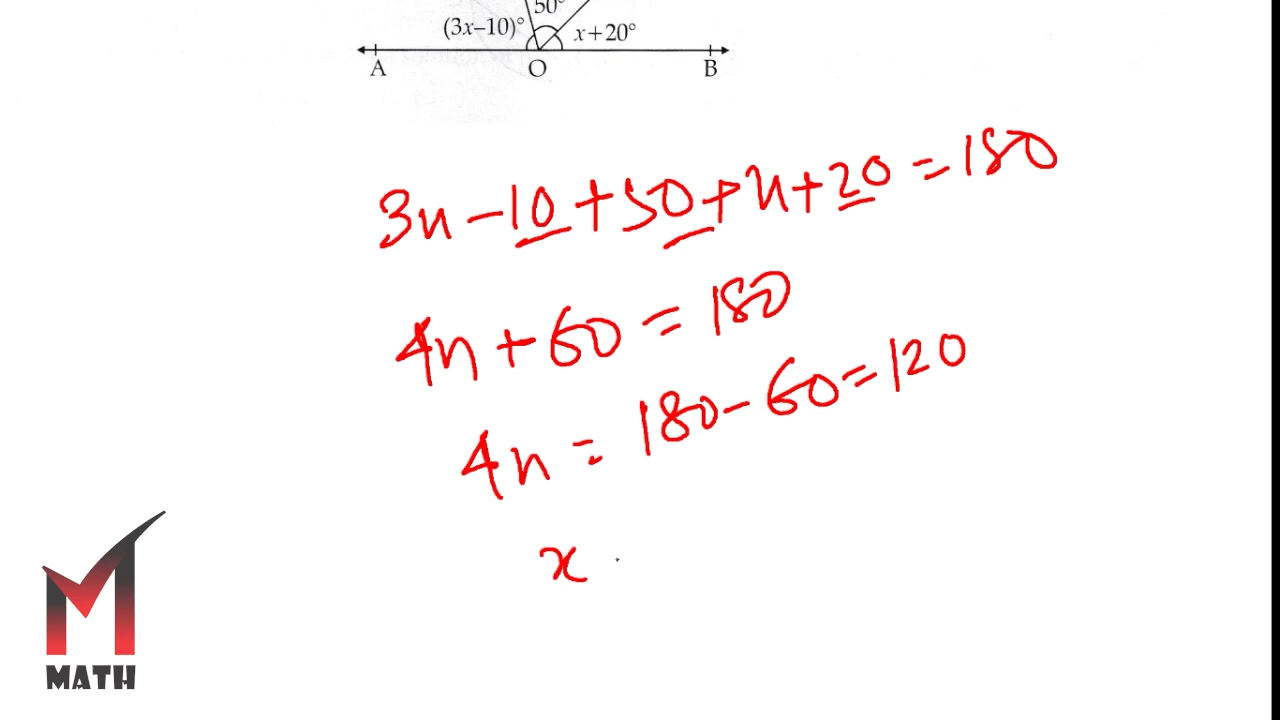 50°
(3x–10)°
x+20°
A
O
B
3x – 10 + 50 + x + 20 = 180
4x + 60 = 180
4x = 180 – 60 = 120
x
MATH